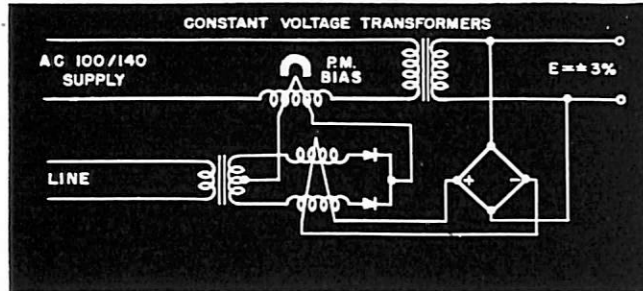 CONSTANT VOLTAGE TRANSFORMERS
A·C 100/140
SUPPLY
P.M.
BIAS
E=±3%
LINE
+
-